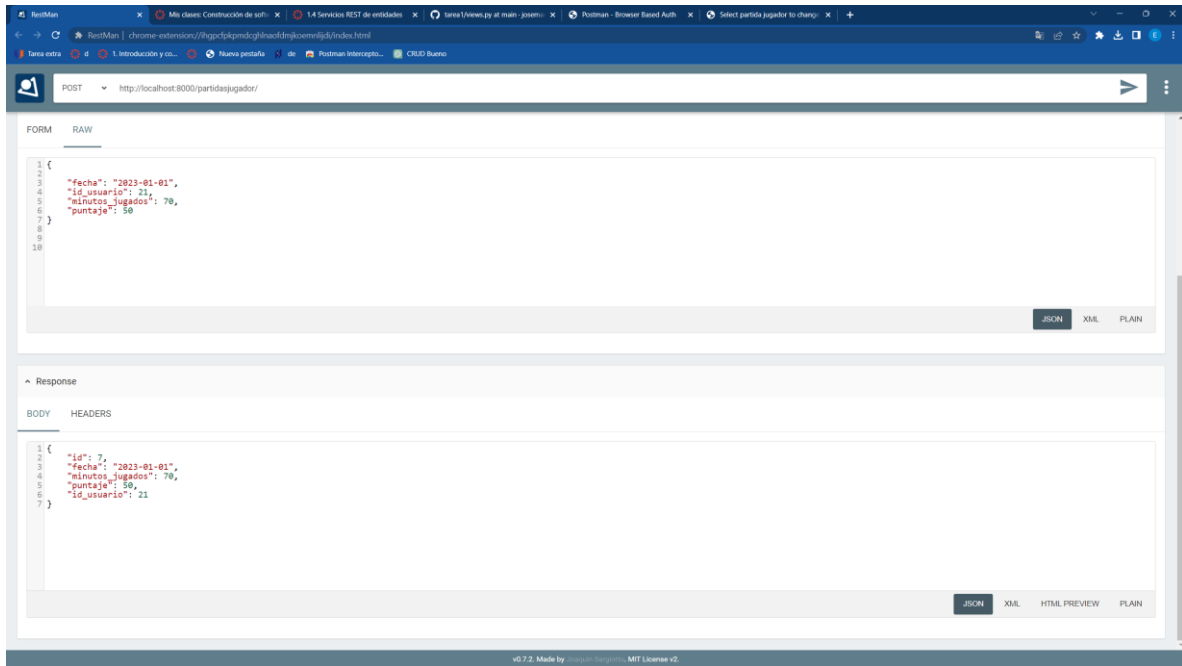 RestMan
Mis clases: Construcción de soft
1.4 Servicios REST de entidades
tarea1/views.py at main · josem
Postman - Browser Based Auth
Select partida jugador to chang
RestMan | chrome-extension://ihgpcfpkpmdcghlnaofdmjkoemnlijdi/index.html
Tarea extra
d
1. Introducción y co...
Nueva pestaña
de
Postman Intercepto...
CRUD Bueno
E
POST
http://localhost:8000/partidasjugador/
FORM RAW
1 {
2
3 "fecha": "2023-01-01",
4 "id_usuario": 21,
5 "minutos_jugados": 70,
6 "puntaje": 50
7 }
8
9
10
JSON XML PLAIN
Response
BODY HEADERS
1 {
2 "id": 7,
3 "fecha": "2023-01-01",
4 "minutos_jugados": 70,
5 "puntaje": 50,
6 "id_usuario": 21
7 }
JSON XML HTML PREVIEW PLAIN
v0.7.2. Made by Joaquin Sargiotto. MIT License v2.